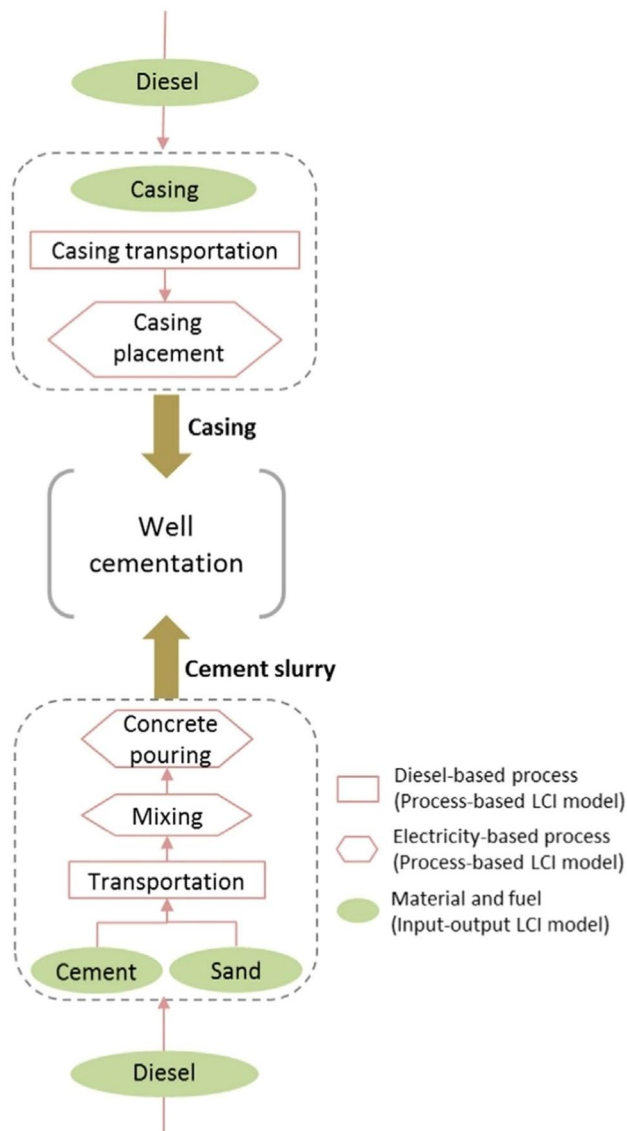 Diesel
Casing
Casing transportation
Casing
placement
Casing
Well
cementation
Cement slurry
Concrete
pouring
Mixing
Transportation
Cement
Sand
Diesel
Diesel-based process
(Process-based LCI model)
Electricity-based process
(Process-based LCI model)
Material and fuel
(Input-output LCI model)